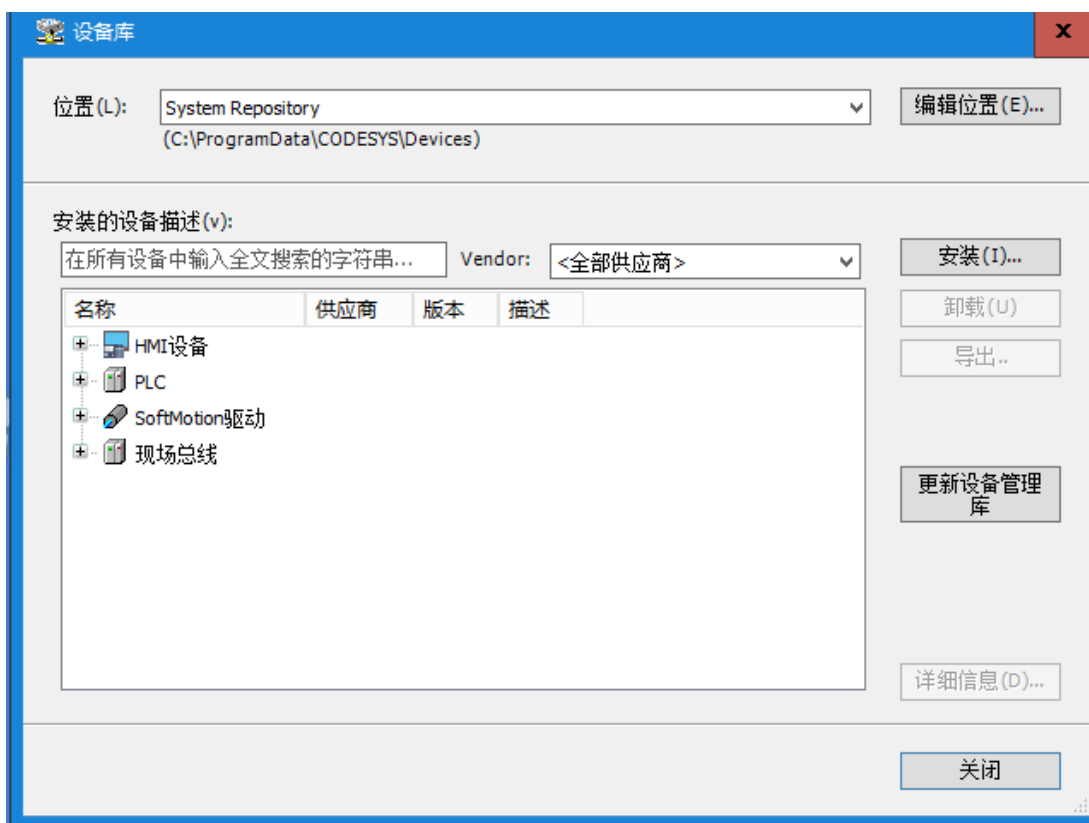 设备库
x
位置(L): System Repository 编辑位置(E)...
(C:\ProgramData\CODESYS\Devices)
安装的设备描述(v):
在所有设备中输入全文搜索的字符串... Vendor: <全部供应商> 安装(I)...
名称 供应商 版本 描述 卸载(U)
HMI设备 导出..
PLC
SoftMotion驱动
现场总线
更新设备管理
库
详细信息(D)...
关闭